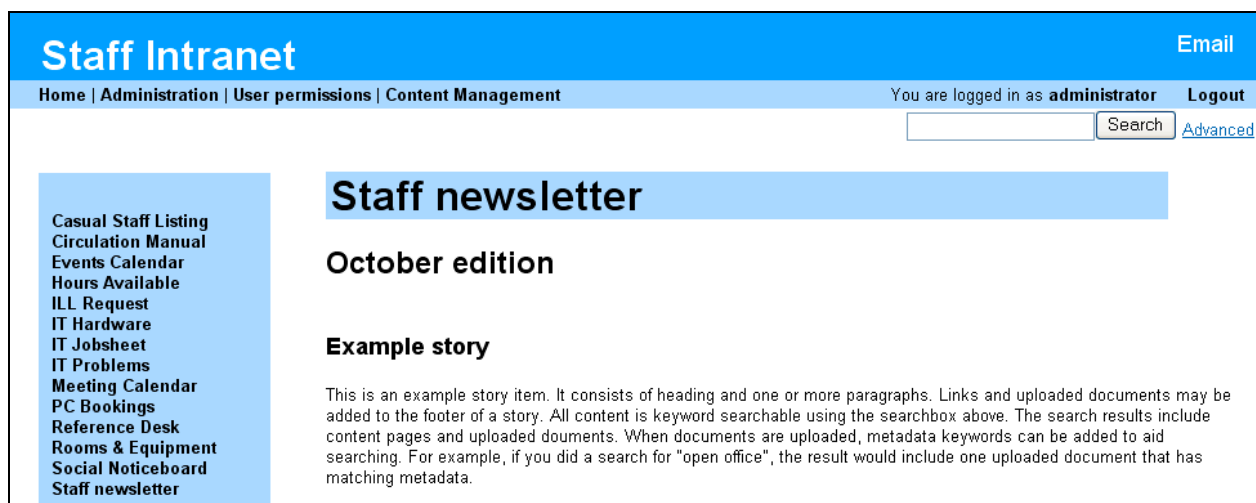 Staff Intranet
Email
Home | Administration | User permissions | Content Management
You are logged in as administrator
Logout
Search
Advanced
Casual Staff Listing
Circulation Manual
Events Calendar
Hours Available
ILL Request
IT Hardware
IT Jobsheet
IT Problems
Meeting Calendar
PC Bookings
Reference Desk
Rooms & Equipment
Social Noticeboard
Staff newsletter
Staff newsletter
October edition
Example story
This is an example story item. It consists of heading and one or more paragraphs. Links and uploaded documents may be
added to the footer of a story. All content is keyword searchable using the searchbox above. The search results include
content pages and uploaded douments. When documents are uploaded, metadata keywords can be added to aid
searching. For example, if you did a search for "open office", the result would include one uploaded document that has
matching metadata.